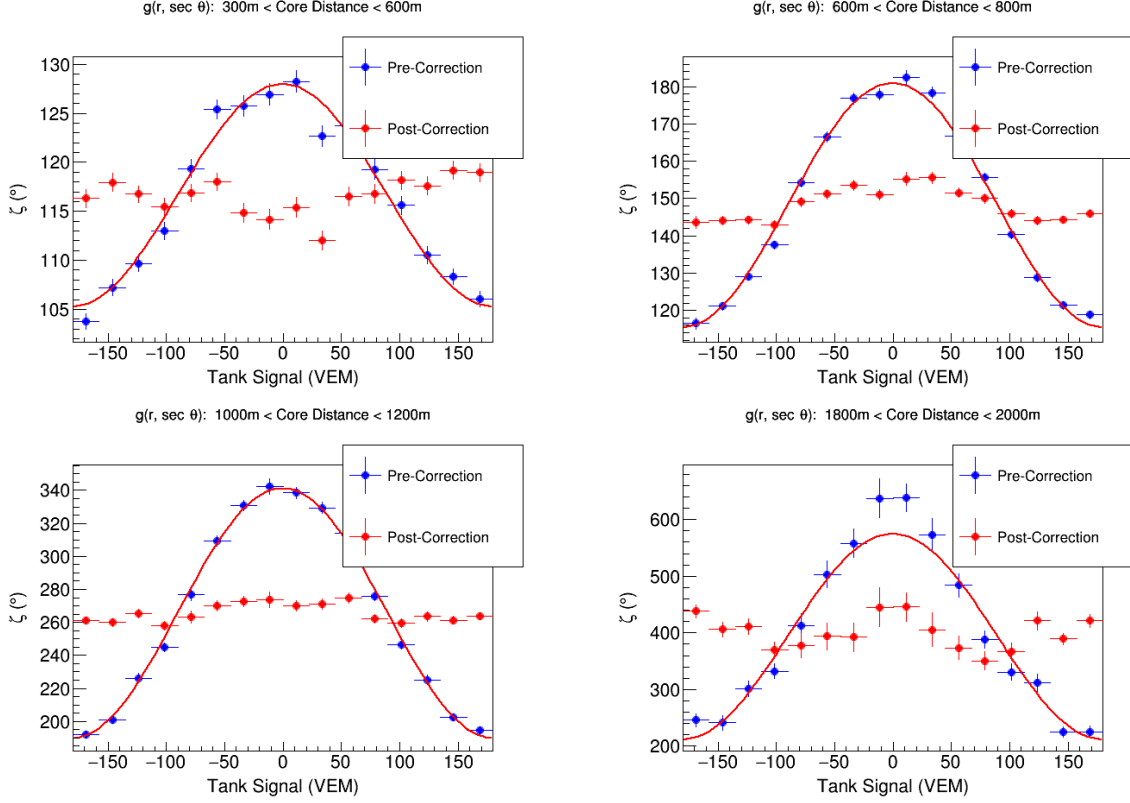 g(r, sec θ):  300m < Core Distance < 600m
Pre-Correction
Post-Correction
ζ (°)
130
125
120
115
110
105
−150 −100 −50 0 50 100 150
Tank Signal (VEM)
g(r, sec θ):  600m < Core Distance < 800m
Pre-Correction
Post-Correction
ζ (°)
180
170
160
150
140
130
120
−150 −100 −50 0 50 100 150
Tank Signal (VEM)
g(r, sec θ):  1000m < Core Distance < 1200m
Pre-Correction
Post-Correction
ζ (°)
340
320
300
280
260
240
220
200
−150 −100 −50 0 50 100 150
Tank Signal (VEM)
g(r, sec θ):  1800m < Core Distance < 2000m
Pre-Correction
Post-Correction
ζ (°)
600
500
400
300
200
−150 −100 −50 0 50 100 150
Tank Signal (VEM)